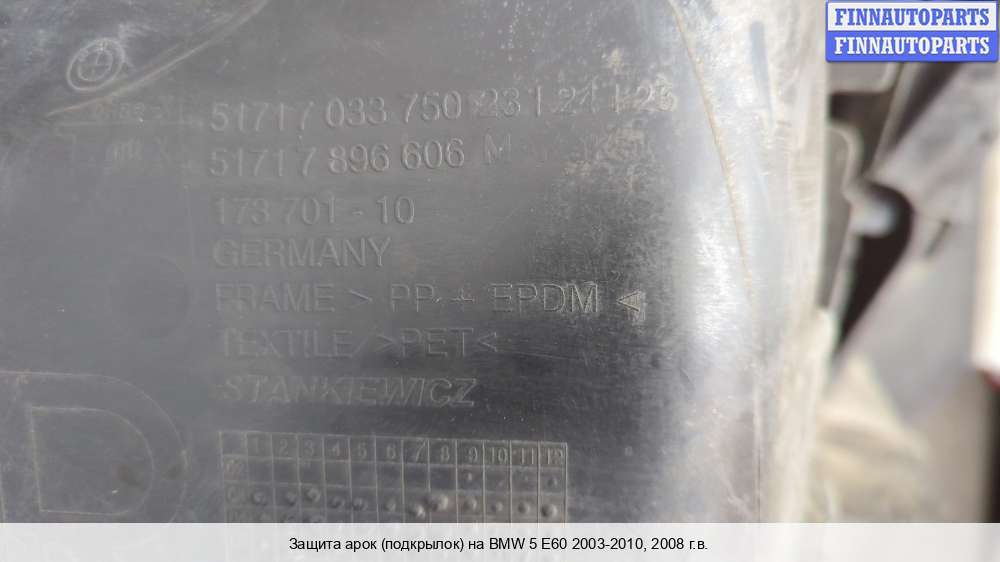 FINNAUTOPARTS
FINNAUTOPARTS
51717 033 750
51717 896 606
173 701 - 10
GERMANY
FRAME > PP + EPDM <
TEXTILE >PET<
STANKIEWICZ
1 2 3 4 5 6 7 8 9 10 11 12
Защита арок (подкрылок) на BMW 5 E60 2003-2010, 2008 г.в.